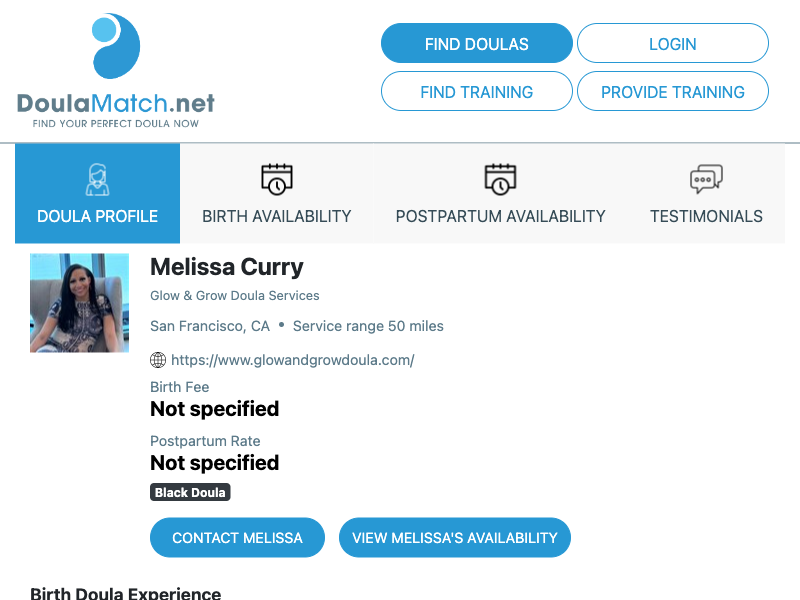 DoulaMatch.net
FIND YOUR PERFECT DOULA NOW
FIND DOULAS
LOGIN
FIND TRAINING
PROVIDE TRAINING
DOULA PROFILE
BIRTH AVAILABILITY
POSTPARTUM AVAILABILITY
TESTIMONIALS
Melissa Curry
Glow & Grow Doula Services
San Francisco, CA • Service range 50 miles
https://www.glowandgrowdoula.com/
Birth Fee
Not specified
Postpartum Rate
Not specified
Black Doula
CONTACT MELISSA
VIEW MELISSA'S AVAILABILITY
Birth Doula Experience